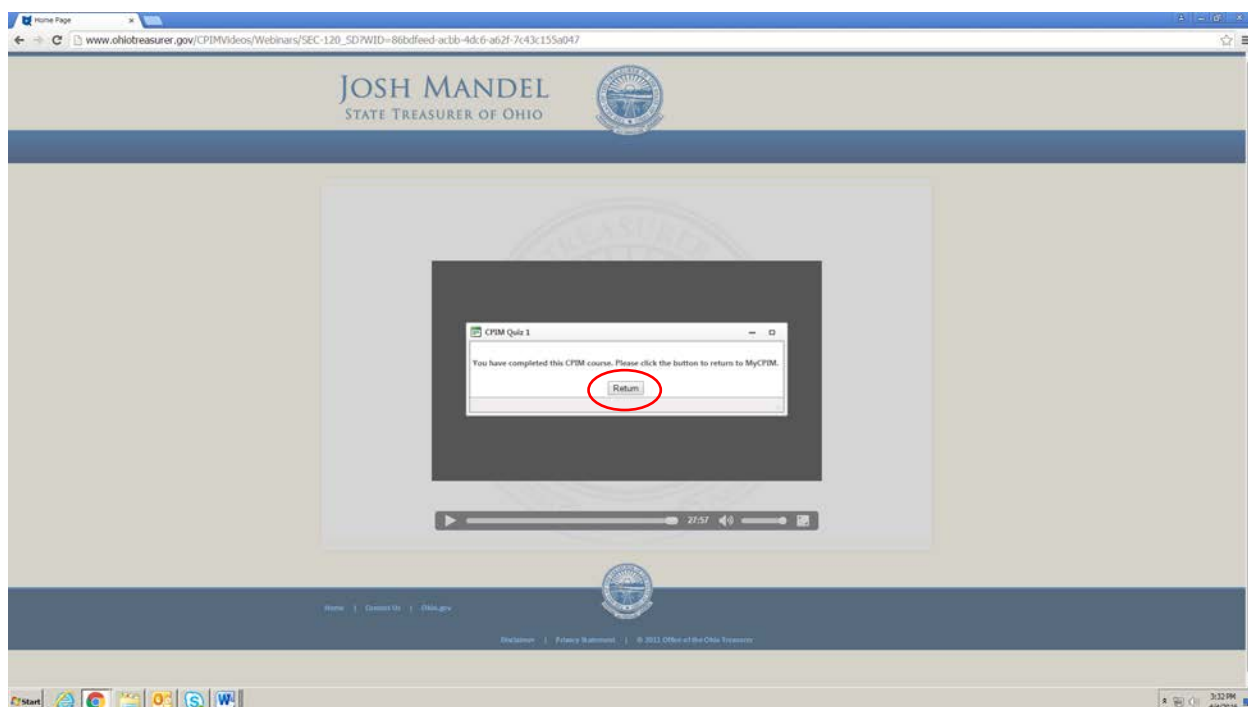 Home Page
www.ohiotreasurer.gov/CPIMVideos/Webinars/SEC-120_SD?WID=86bdfeed-acbb-4dc6-a62f-7c43c155a047
JOSH MANDEL
STATE TREASURER OF OHIO
TREASURER
CPIM Quiz 1
You have completed this CPIM course. Please click the button to return to MyCPIM.
Return
27:57
Home | Contact Us | Ohio.gov
Disclaimer | Privacy Statement | © 2011 Office of the Ohio Treasurer
Start
3:32 PM